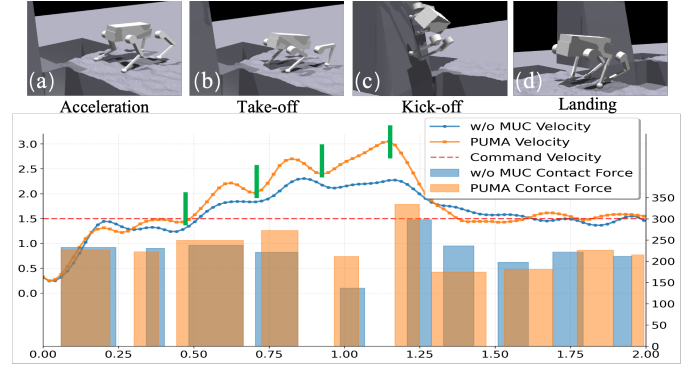 (a) (b) (c) (d)
Acceleration Take-off Kick-off Landing
w/o MUC Velocity
PUMA Velocity
Command Velocity
w/o MUC Contact Force
PUMA Contact Force
3.0
2.5
2.0
1.5
1.0
0.5
0.0
350
300
250
200
150
100
50
0
0.00 0.25 0.50 0.75 1.00 1.25 1.50 1.75 2.00